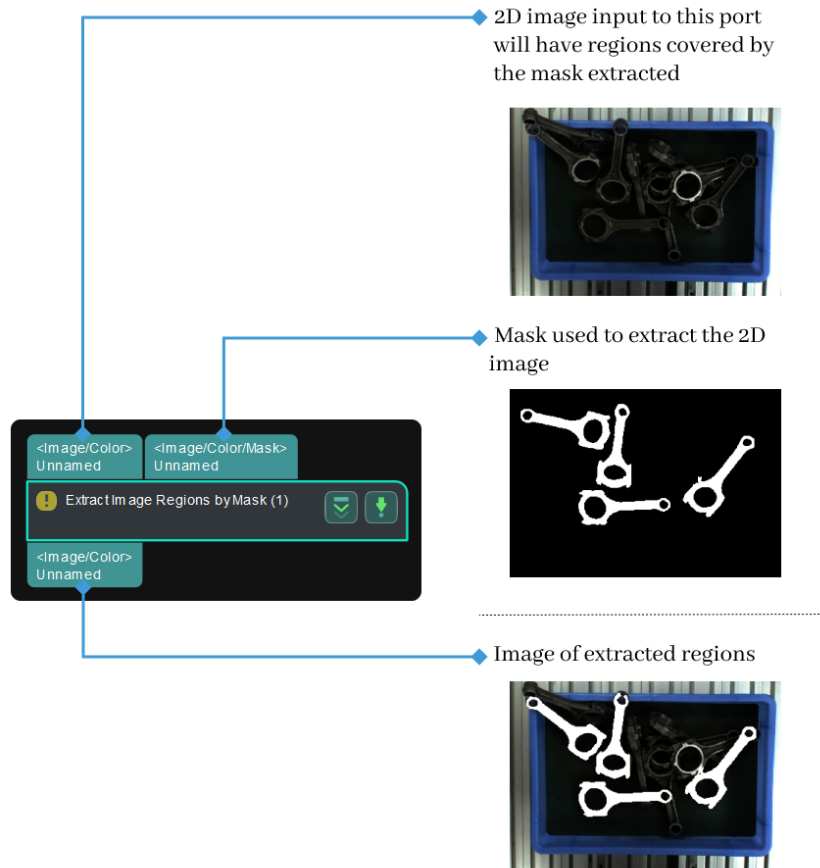 2D image input to this port
will have regions covered by
the mask extracted
Mask used to extract the 2D
image
<Image/Color>
Unnamed
<Image/Color/Mask>
Unnamed
! Extract Image Regions by Mask (1)
<Image/Color>
Unnamed
Image of extracted regions